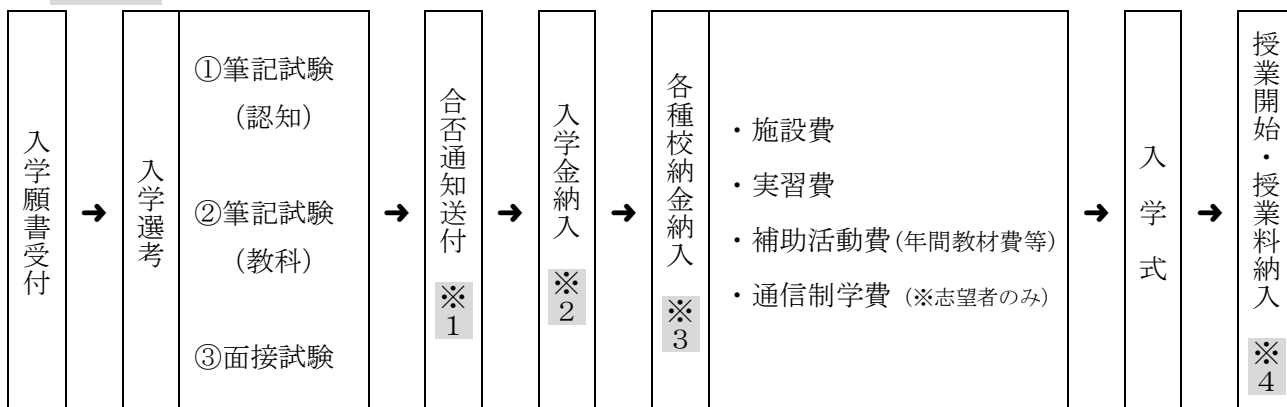 入学願書受付
➜
入学選考
①筆記試験
（認知）
②筆記試験
（教科）
③面接試験
➜
合否通知送付 ※1
➜
入学金納入 ※2
➜
各種校納金納入 ※3
・施設費
・実習費
・補助活動費(年間教材費等)
・通信制学費（※志望者のみ）
➜
入学式
➜
授業開始・授業料納入 ※4